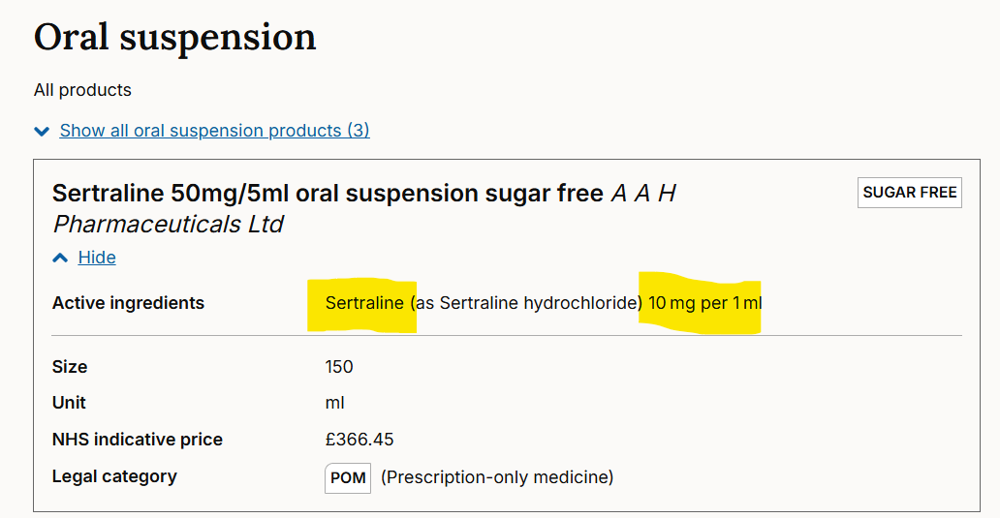 Oral suspension
All products
Show all oral suspension products (3)
Sertraline 50mg/5ml oral suspension sugar free A A H
Pharmaceuticals Ltd
SUGAR FREE
Hide
Active ingredients Sertraline (as Sertraline hydrochloride) 10 mg per 1 ml
Size 150
Unit ml
NHS indicative price £366.45
Legal category POM (Prescription-only medicine)